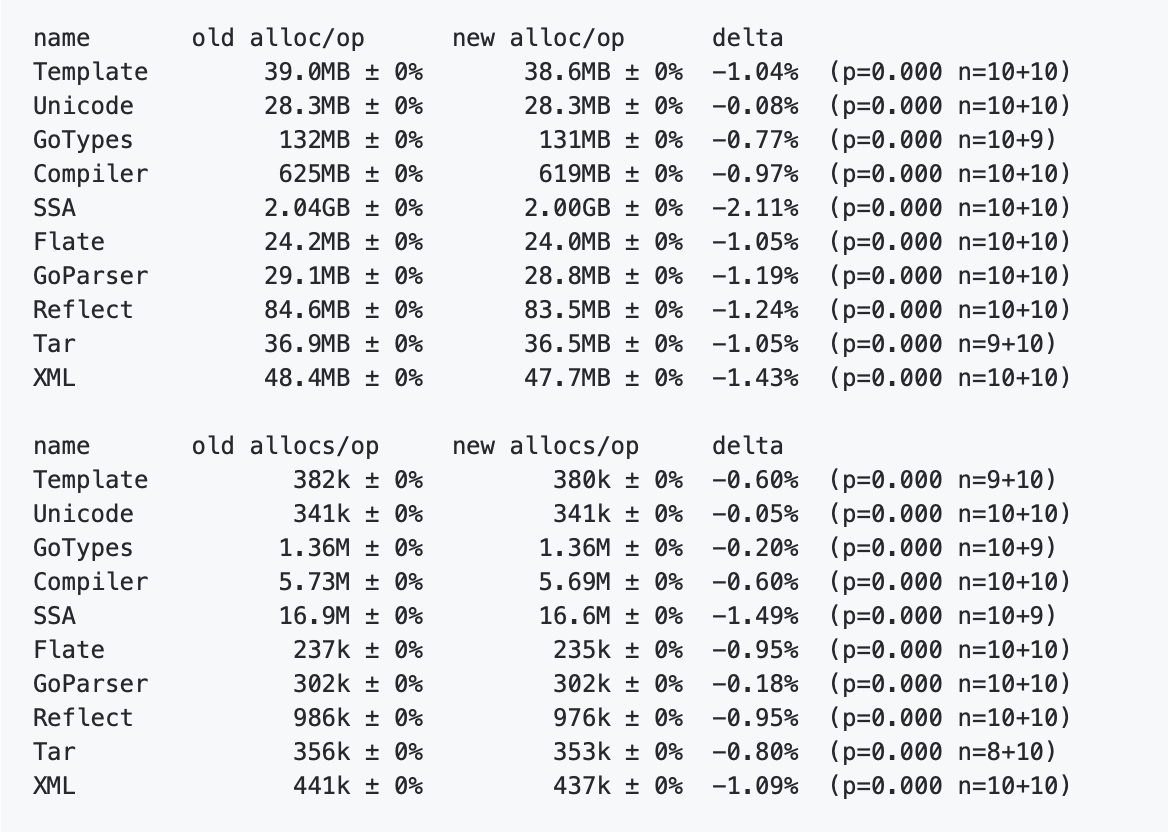 name       old alloc/op      new alloc/op      delta
Template        39.0MB ± 0%       38.6MB ± 0%  -1.04%  (p=0.000 n=10+10)
Unicode         28.3MB ± 0%       28.3MB ± 0%  -0.08%  (p=0.000 n=10+10)
GoTypes          132MB ± 0%        131MB ± 0%  -0.77%  (p=0.000 n=10+9)
Compiler         625MB ± 0%        619MB ± 0%  -0.97%  (p=0.000 n=10+10)
SSA             2.04GB ± 0%       2.00GB ± 0%  -2.11%  (p=0.000 n=10+10)
Flate           24.2MB ± 0%       24.0MB ± 0%  -1.05%  (p=0.000 n=10+10)
GoParser        29.1MB ± 0%       28.8MB ± 0%  -1.19%  (p=0.000 n=10+10)
Reflect         84.6MB ± 0%       83.5MB ± 0%  -1.24%  (p=0.000 n=10+10)
Tar             36.9MB ± 0%       36.5MB ± 0%  -1.05%  (p=0.000 n=9+10)
XML             48.4MB ± 0%       47.7MB ± 0%  -1.43%  (p=0.000 n=10+10)

name       old allocs/op     new allocs/op     delta
Template          382k ± 0%         380k ± 0%  -0.60%  (p=0.000 n=9+10)
Unicode           341k ± 0%         341k ± 0%  -0.05%  (p=0.000 n=10+10)
GoTypes          1.36M ± 0%        1.36M ± 0%  -0.20%  (p=0.000 n=10+9)
Compiler         5.73M ± 0%        5.69M ± 0%  -0.60%  (p=0.000 n=10+10)
SSA              16.9M ± 0%        16.6M ± 0%  -1.49%  (p=0.000 n=10+9)
Flate             237k ± 0%         235k ± 0%  -0.95%  (p=0.000 n=10+10)
GoParser          302k ± 0%         302k ± 0%  -0.18%  (p=0.000 n=10+10)
Reflect           986k ± 0%         976k ± 0%  -0.95%  (p=0.000 n=10+10)
Tar               356k ± 0%         353k ± 0%  -0.80%  (p=0.000 n=8+10)
XML               441k ± 0%         437k ± 0%  -1.09%  (p=0.000 n=10+10)